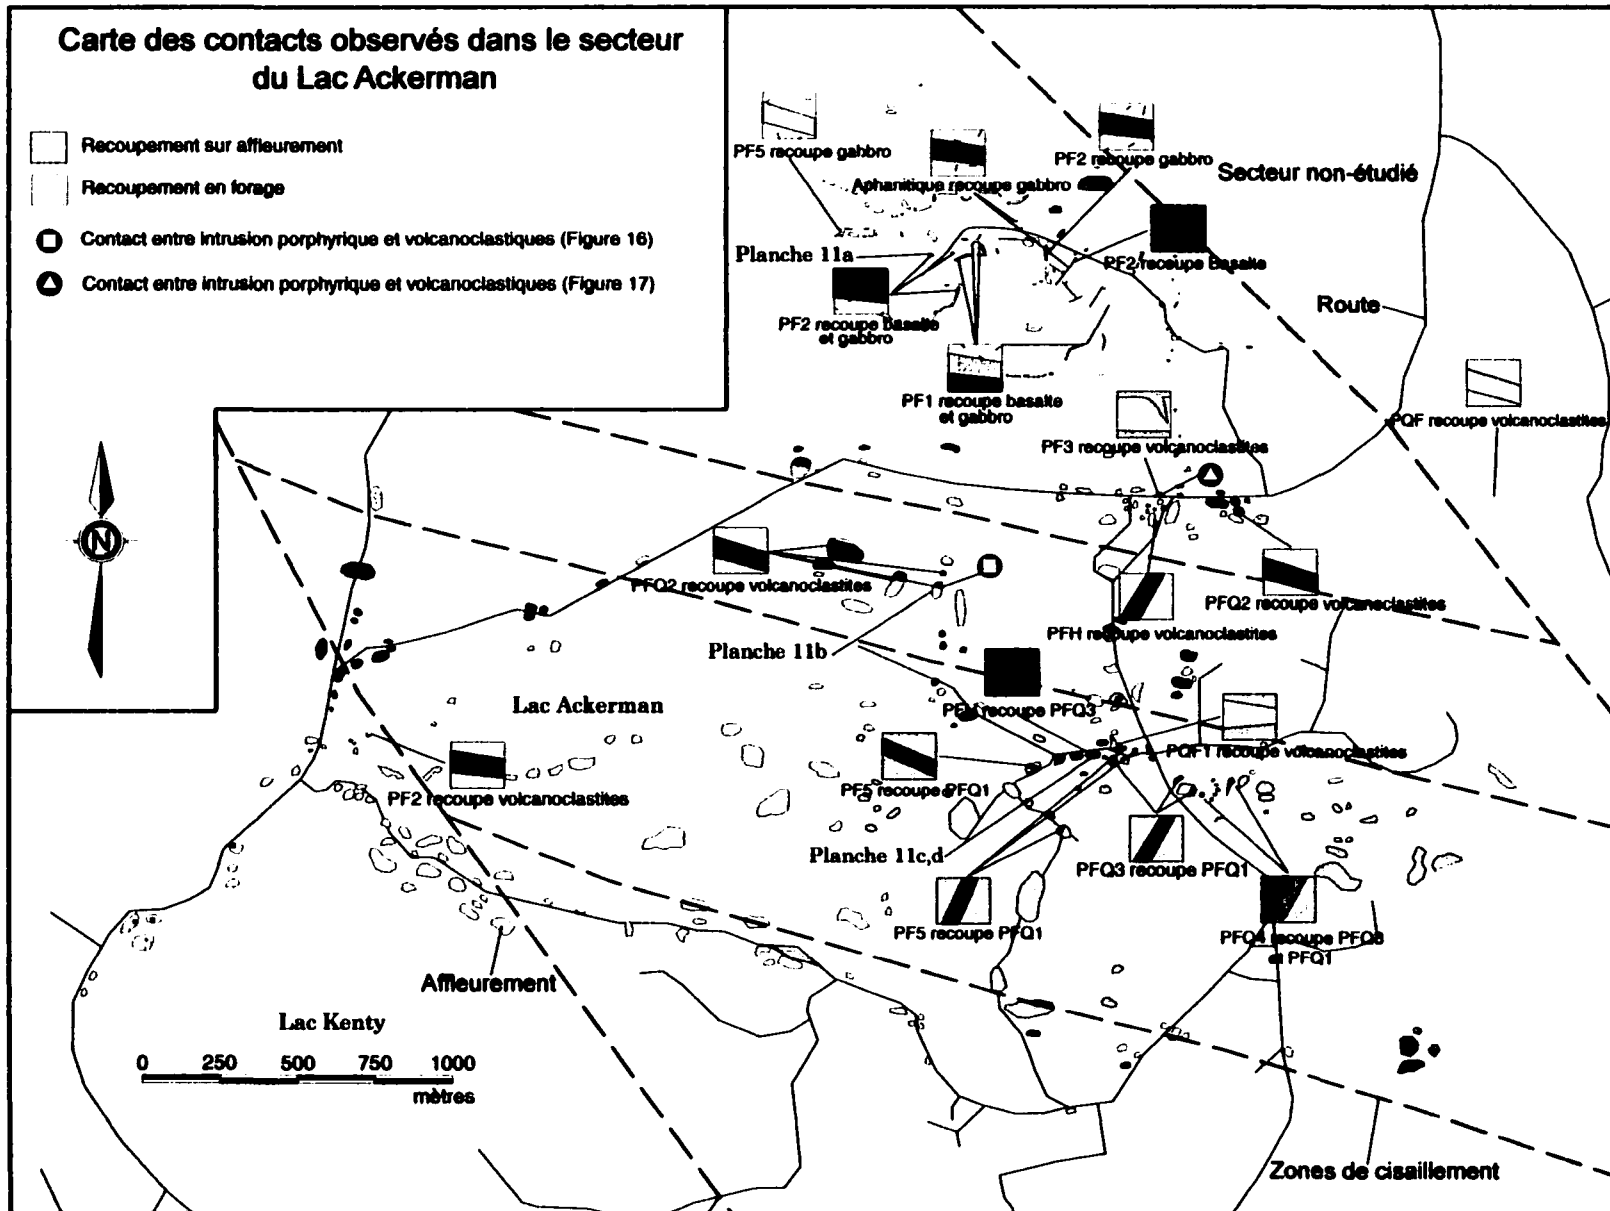 Carte des contacts observés dans le secteur
du Lac Ackerman
Recoupement sur affleurement
Recoupement en forage
Contact entre intrusion porphyrique et volcanoclastiques (Figure 16)
Contact entre intrusion porphyrique et volcanoclastiques (Figure 17)
PF5 recoupe gabbro
Aphanitique recoupe gabbro
PF2 recoupe gabbro
Secteur non-étudié
Planche 11a
PF2 recoupe Basalte
PF2 recoupe Basalte
et gabbro
Route
PF1 recoupe basalte
et gabbro
PF3 recoupe volcanoclastites
PQF recoupe volcanoclastites
N
PFQ2 recoupe volcanoclastites
PFQ2 recoupe volcanoclastites
PFH recoupe volcanoclastites
Planche 11b
Lac Ackerman
recoupe PFQ3
PQF1 recoupe volcanoclastites
PF5 recoupe PFQ1
PF2 recoupe volcanoclastites
Planche 11c,d
PFQ3 recoupe PFQ1
PF5 recoupe PFQ1
PFQ4 recoupe PFQ3
et PFQ1
Affleurement
Lac Kenty
0 250 500 750 1000
mètres
Zones de cisaillement